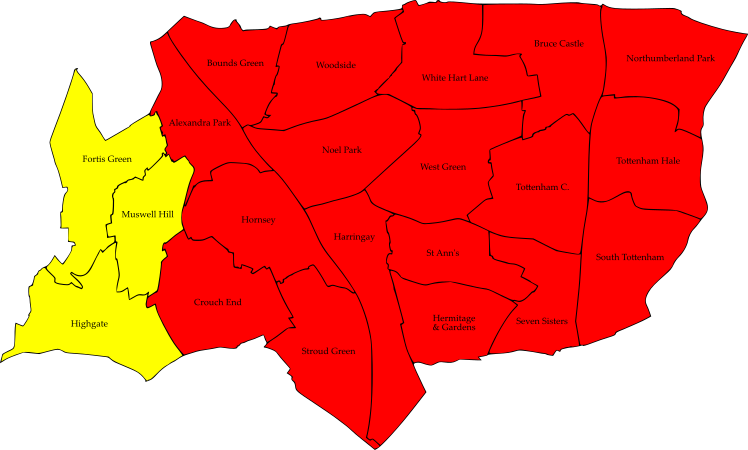 Bruce Castle
Northumberland Park
Bounds Green
Woodside
White Hart Lane
Alexandra Park
Noel Park
Fortis Green
West Green
Tottenham Hale
Tottenham C.
Muswell Hill
Hornsey
Harringay
St Ann's
South Tottenham
Crouch End
Highgate
Hermitage
& Gardens
Seven Sisters
Stroud Green